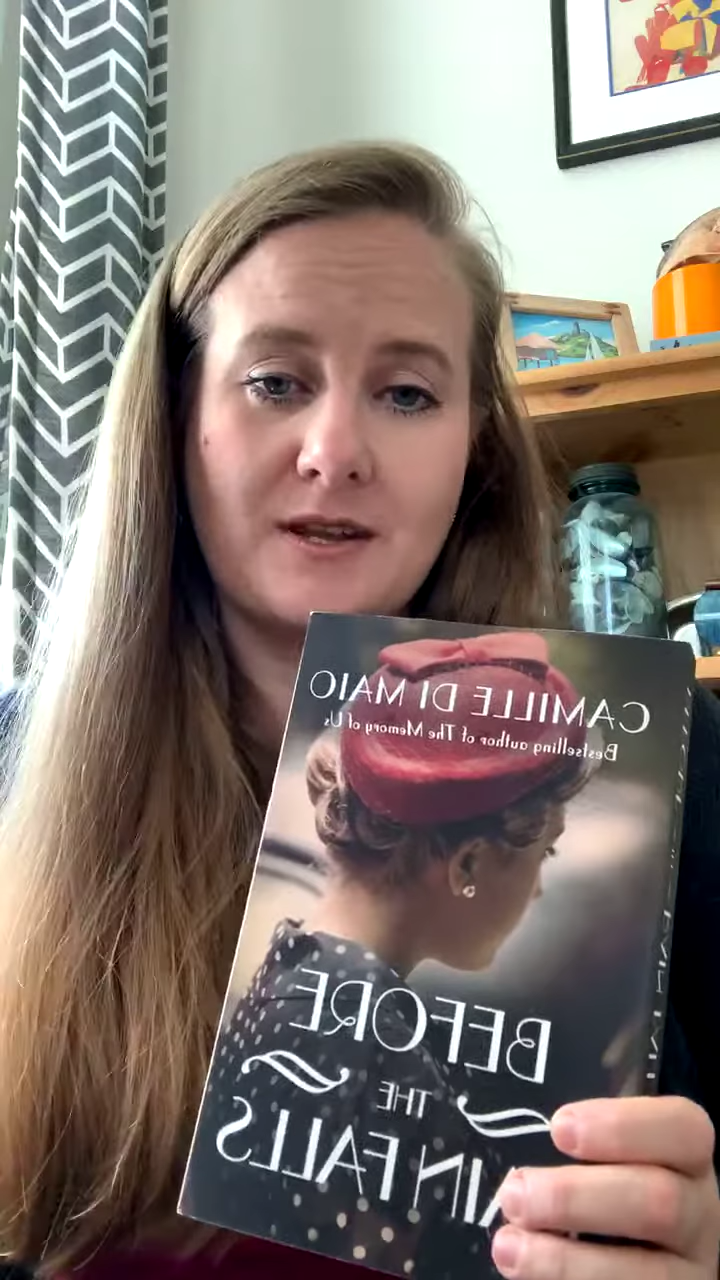 CAMILLE DI MAIO
Bestselling author of The Memory of Us
BEFORE
THE
AIN FALLS